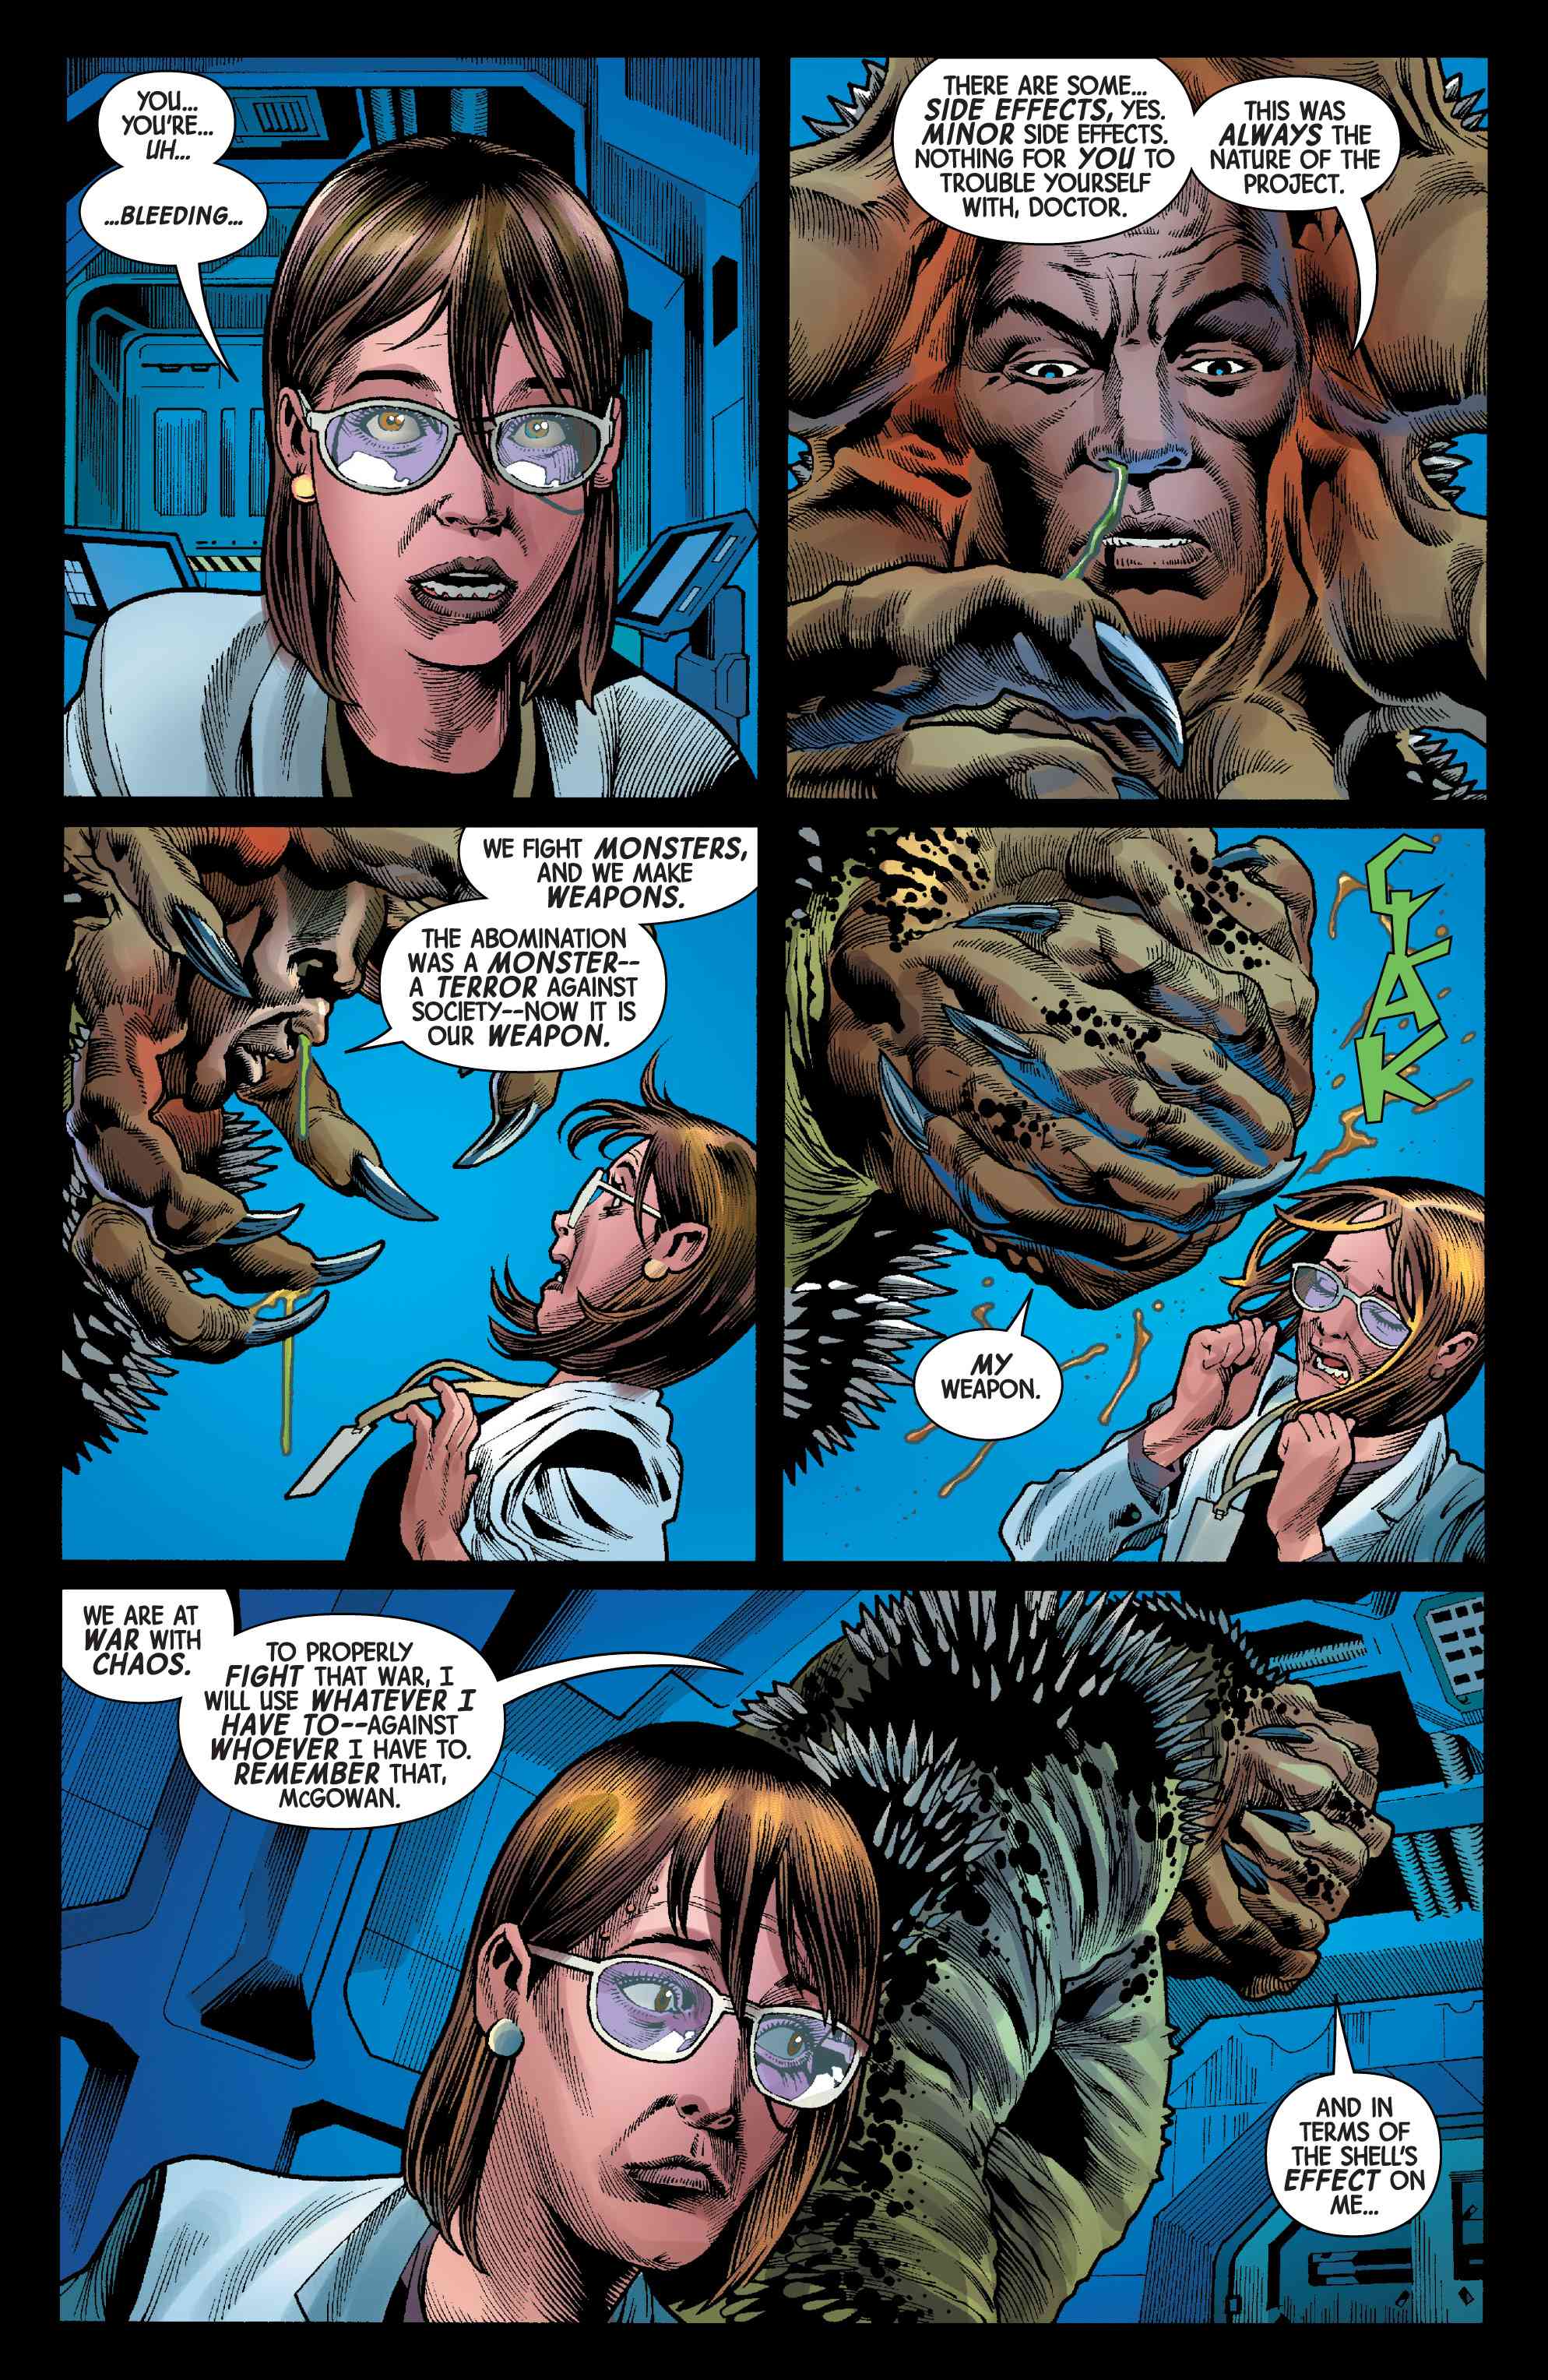 YOU...
YOU'RE...
UH...
...BLEEDING...
THERE ARE SOME...
SIDE EFFECTS, YES.
MINOR SIDE EFFECTS.
NOTHING FOR YOU TO
TROUBLE YOURSELF
WITH, DOCTOR.
THIS WAS
ALWAYS THE
NATURE OF THE
PROJECT.
WE FIGHT MONSTERS,
AND WE MAKE
WEAPONS.
THE ABOMINATION
WAS A MONSTER--
A TERROR AGAINST
SOCIETY--NOW IT IS
OUR WEAPON.
CLAK
MY
WEAPON.
WE ARE AT
WAR WITH
CHAOS.
TO PROPERLY
FIGHT THAT WAR, I
WILL USE WHATEVER I
HAVE TO--AGAINST
WHOEVER I HAVE TO.
REMEMBER THAT,
McGOWAN.
AND IN
TERMS OF
THE SHELL'S
EFFECT ON
ME...